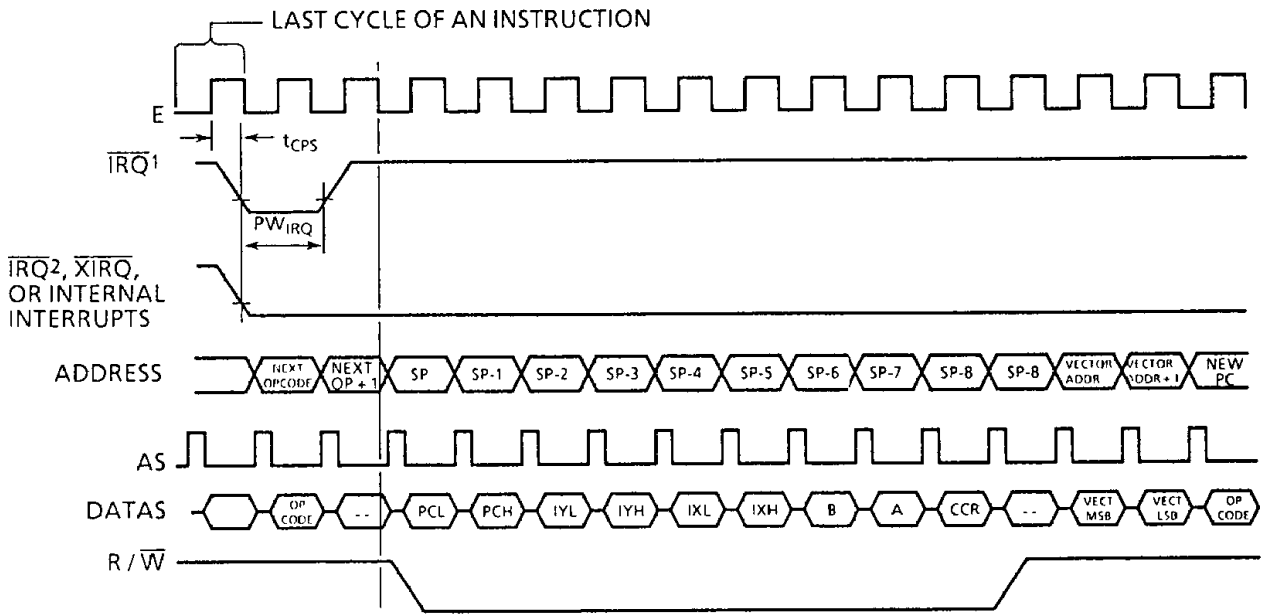 LAST CYCLE OF AN INSTRUCTION
E
tCPS
IRQ1
PWIRQ
IRQ2, XIRQ,
OR INTERNAL
INTERRUPTS
ADDRESS
NEXT OPCODE
NEXT OP + 1
SP
SP-1
SP-2
SP-3
SP-4
SP-5
SP-6
SP-7
SP-8
SP-8
VECTOR ADDR
VECTOR ADDR + 1
NEW PC
AS
DATAS
OP CODE
--
PCL
PCH
IYL
IYH
IXL
IXH
B
A
CCR
--
VECT MSB
VECT LSB
OP CODE
R / W